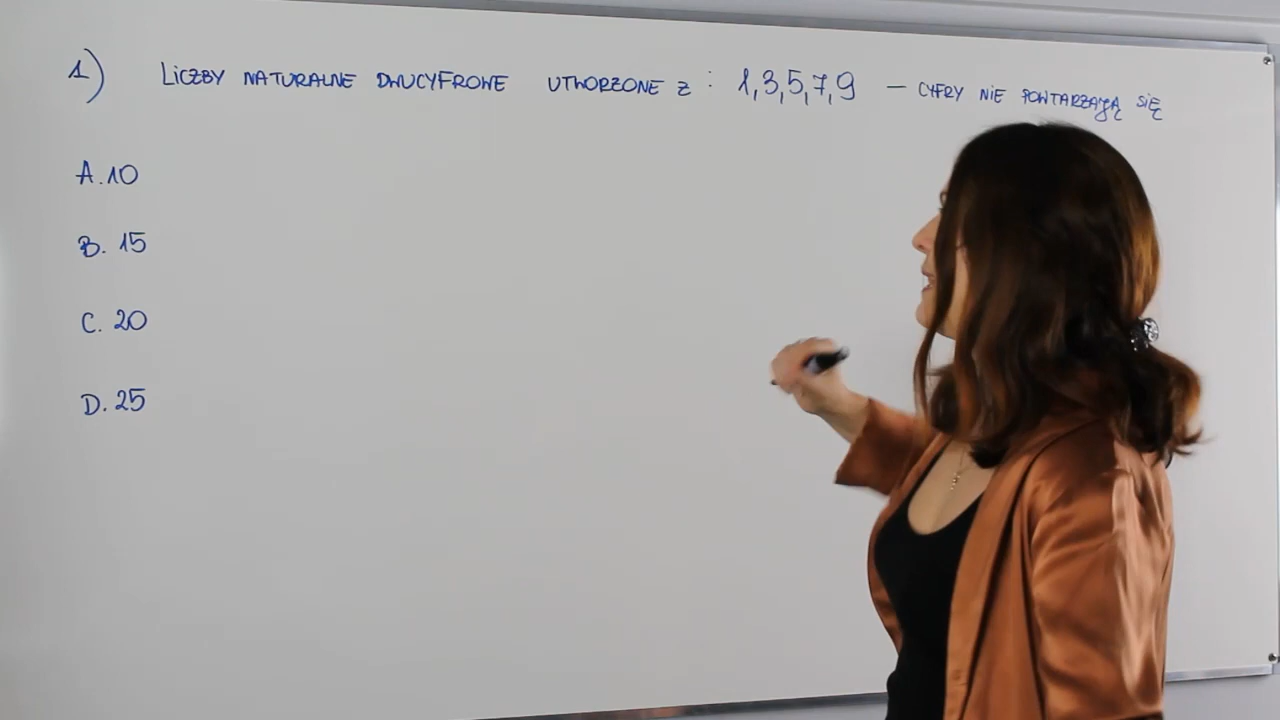 1) LICZBY NATURALNE DWUCYFROWE UTWORZONE Z : 1,3,5,7,9 – CYFRY NIE POWTARZAJĄ SIĘ
A. 10
B. 15
C. 20
D. 25